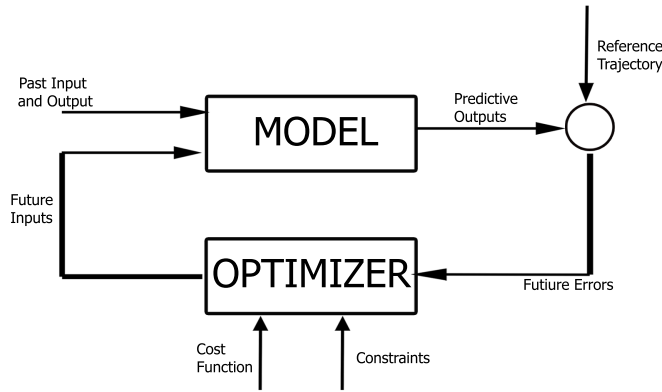 Reference
Trajectory
Past Input
and Output
MODEL
Predictive
Outputs
Future
Inputs
OPTIMIZER
Futiure Errors
Cost
Function
Constraints